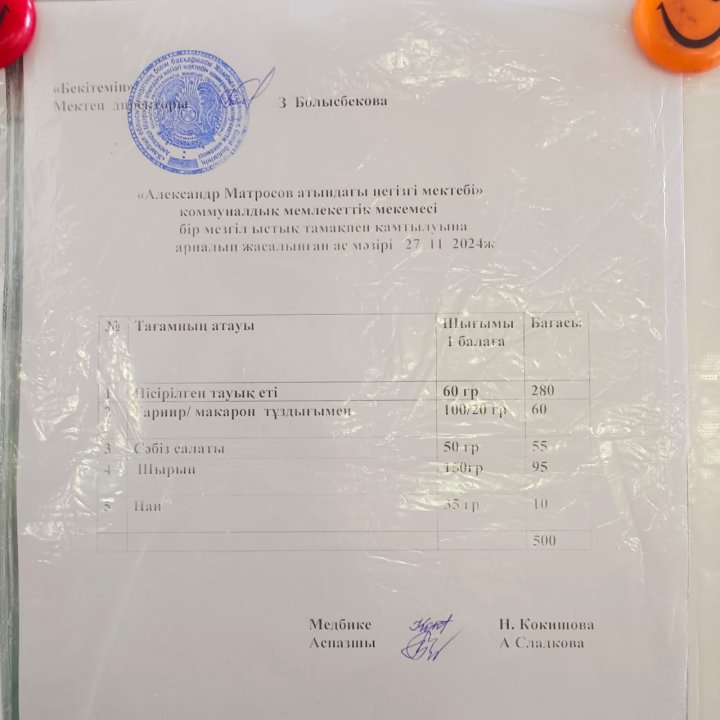 «Бекітемін»
Мектеп директоры З Болысбекова
«Александр Матросов атындағы негізгі мектебі»
коммуналдық мемлекеттік мекемесі
бір мезгіл ыстық тамақпен қамтылуына
арналып жасалынған ас мәзірі 27 11 2024ж
№ Тағамның атауы Шығымы Бағасы
1 балаға
1 Пісірілген тауық еті 60 гр 280
2 Гарнир/ макарон тұздығымен 100/20 гр 60
3 Сәбіз салаты 50 гр 55
4 Шырын 150гр 95
5 Нан 35 гр 10
500
Медбике Н. Кокишова
Аспазшы А Сладкова